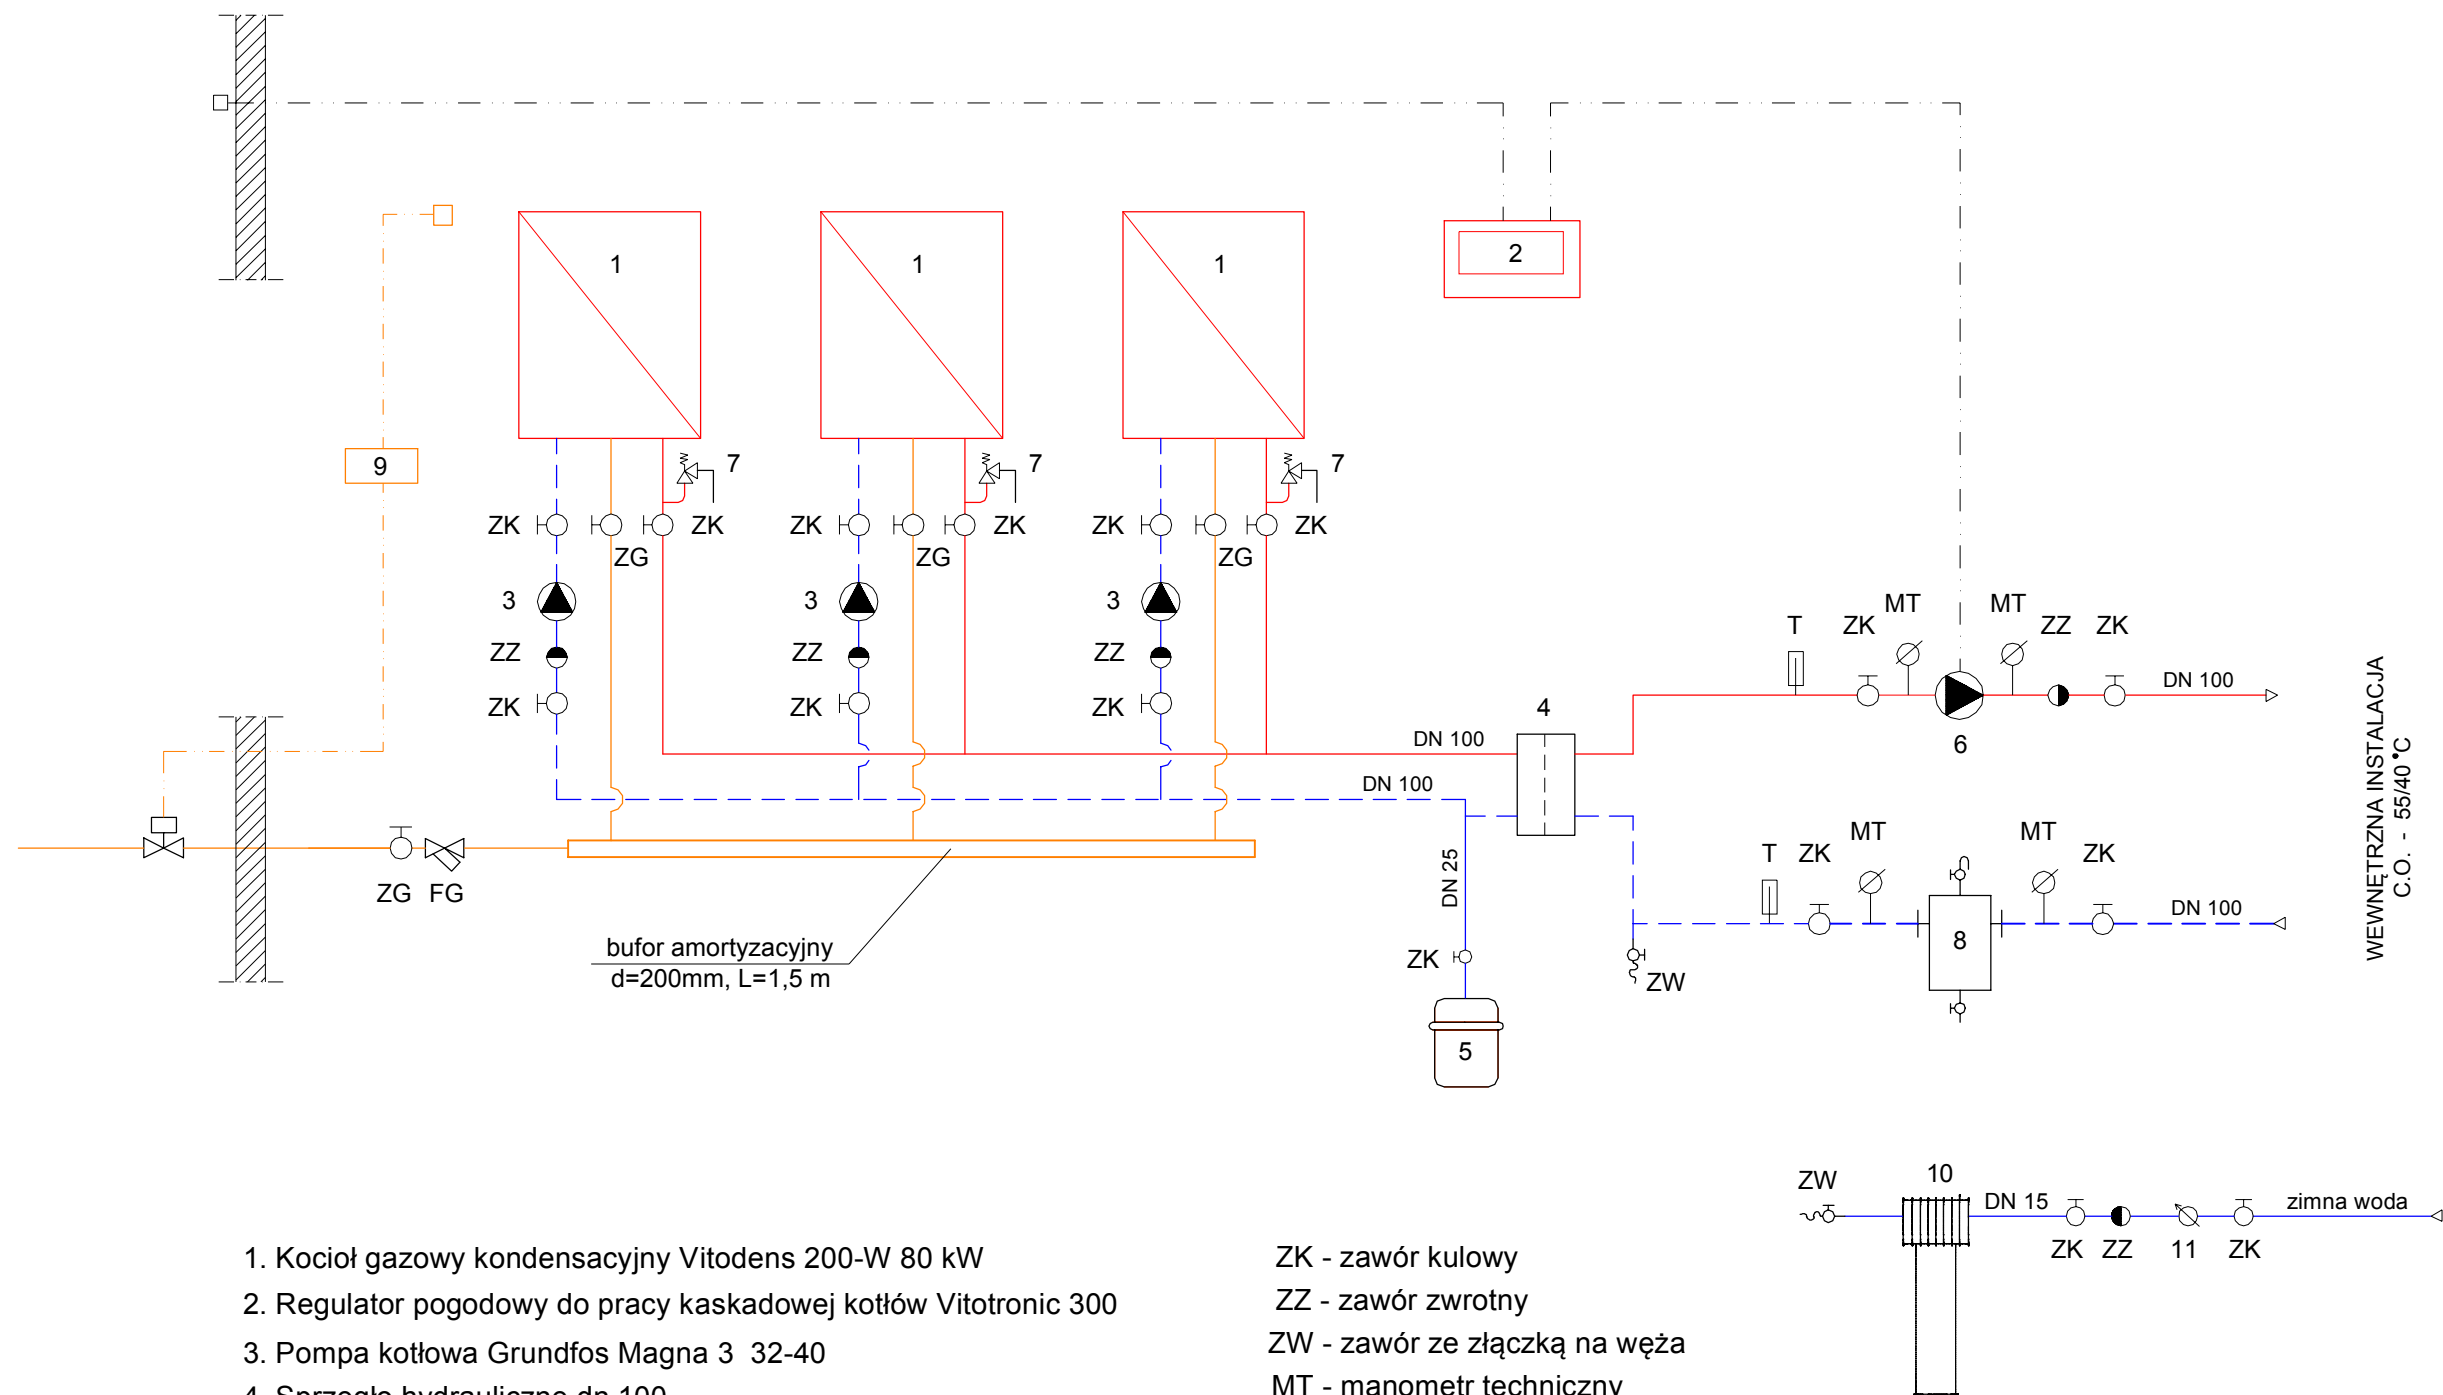 1 1 1 2
9
7 7 7
ZK ZK ZK ZK ZK ZK
ZG ZG ZG
3 3 3
MT MT
T ZK ZZ ZK
ZZ ZZ ZZ
DN 100
ZK ZK ZK
4
6
DN 100
DN 100
WEWNĘTRZNA INSTALACJA
C.O. - 55/40°C
MT MT
T ZK ZK
DN 25
ZG FG
DN 100
8
bufor amortyzacyjny
d=200mm, L=1,5 m
ZK
ZW
5
10
ZW
DN 15
zimna woda
ZK ZZ 11 ZK
1. Kocioł gazowy kondensacyjny Vitodens 200-W 80 kW
2. Regulator pogodowy do pracy kaskadowej kotłów Vitotronic 300
3. Pompa kotłowa Grundfos Magna 3 32-40
4. Sprzęgło hydrauliczne dn 100
ZK - zawór kulowy
ZZ - zawór zwrotny
ZW - zawór ze złączką na węża
MT - manometr techniczny